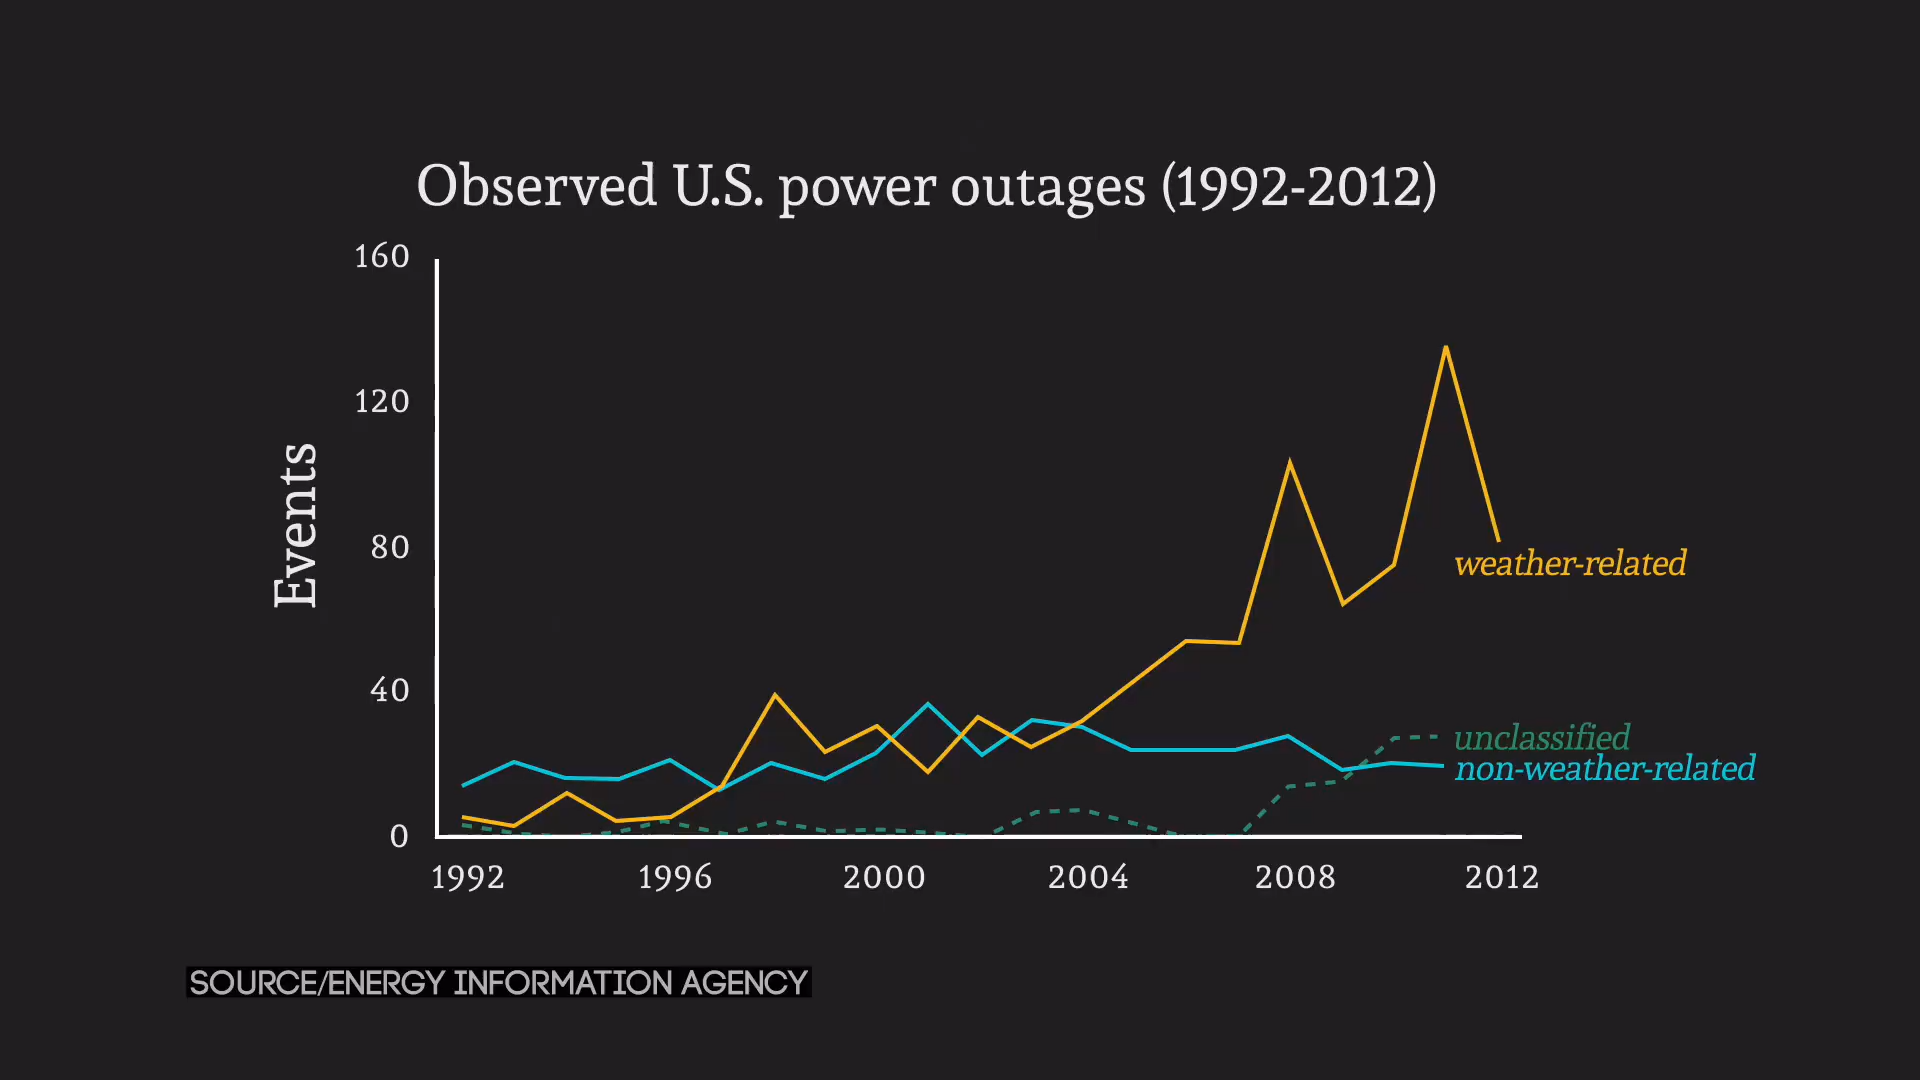 Observed U.S. power outages (1992-2012)
160
120
80
40
0
Events
weather-related
unclassified
non-weather-related
1992 1996 2000 2004 2008 2012
SOURCE/ENERGY INFORMATION AGENCY